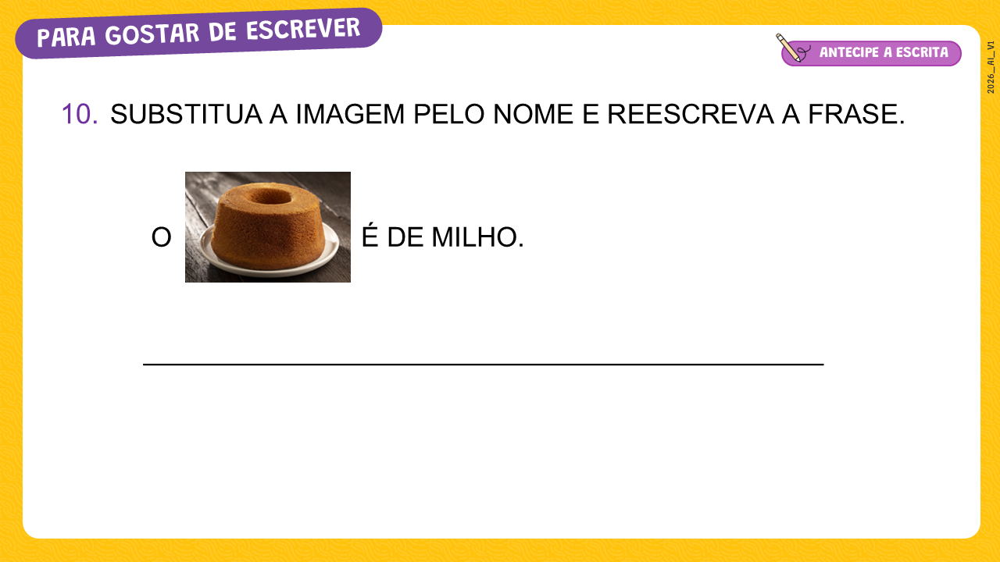 PARA GOSTAR DE ESCREVER
ANTECIPE A ESCRITA
2026_AI_V1
10. SUBSTITUA A IMAGEM PELO NOME E REESCREVA A FRASE.
O É DE MILHO.